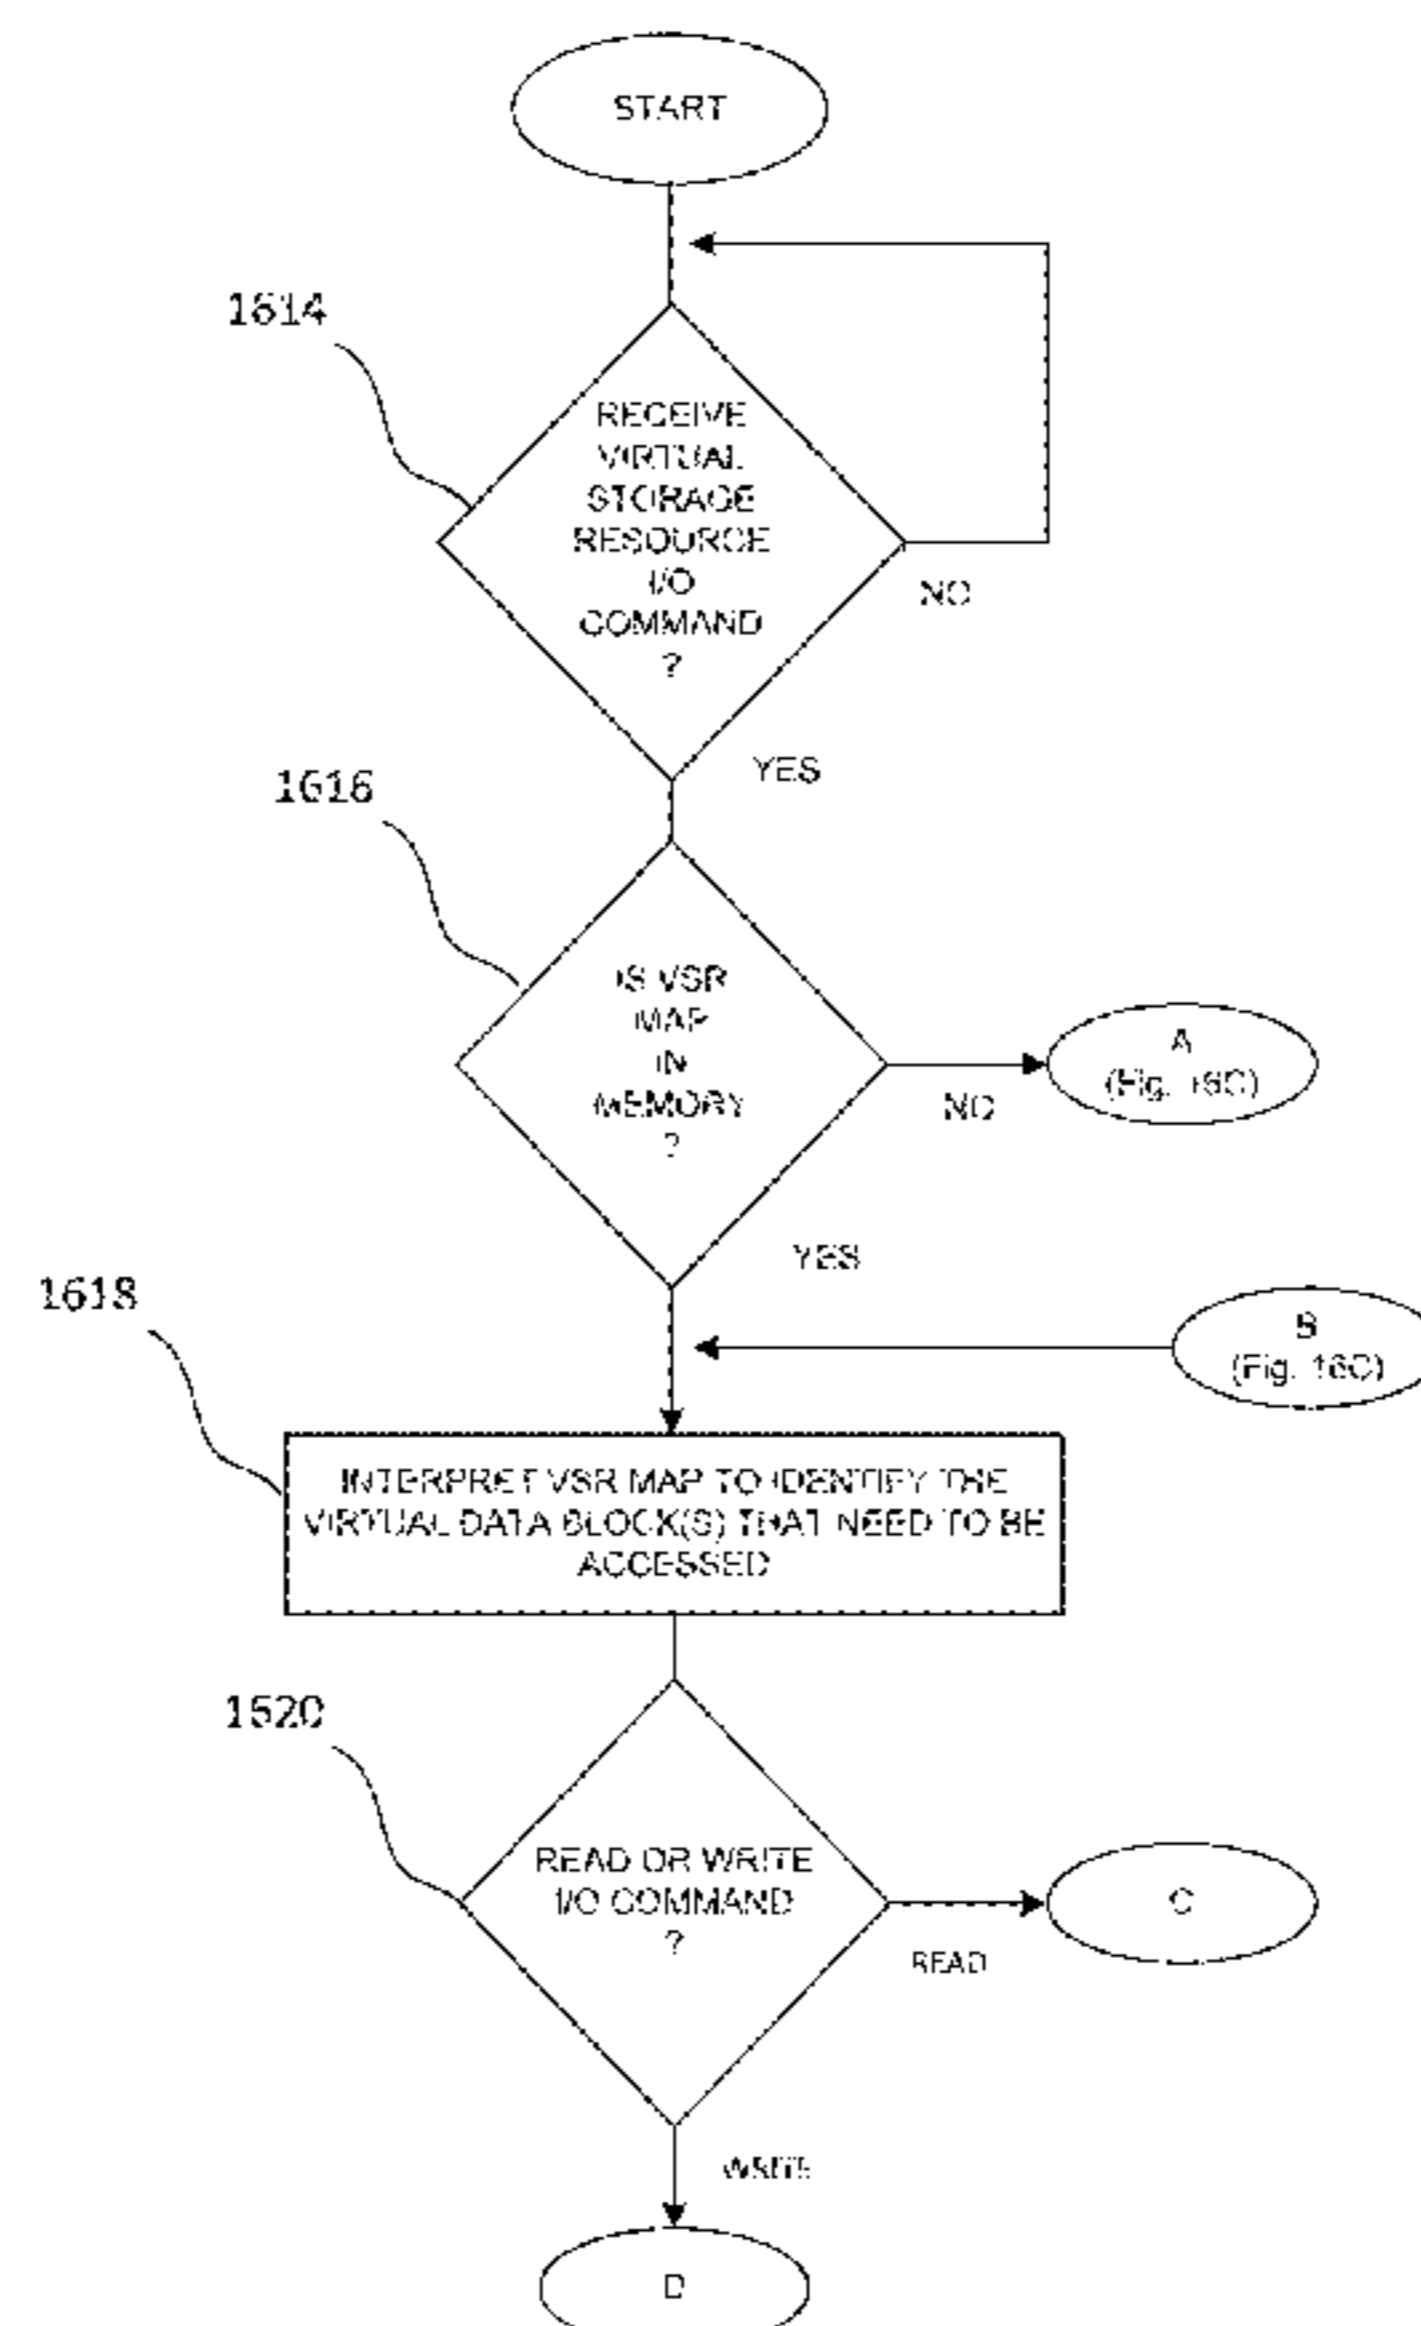 START
1614
RECEIVE
VIRTUAL
STORAGE
RESOURCE
I/O
COMMAND
?
NO
YES
1616
IS VSR
MAP
IN
MEMORY
?
NO
A
(Fig. 16C)
YES
B
(Fig. 16C)
1618
INTERPRET VSR MAP TO IDENTIFY THE
VIRTUAL DATA BLOCK(S) THAT NEED TO BE
ACCESSED
1620
READ OR WRITE
I/O COMMAND
?
READ
C
WRITE
D